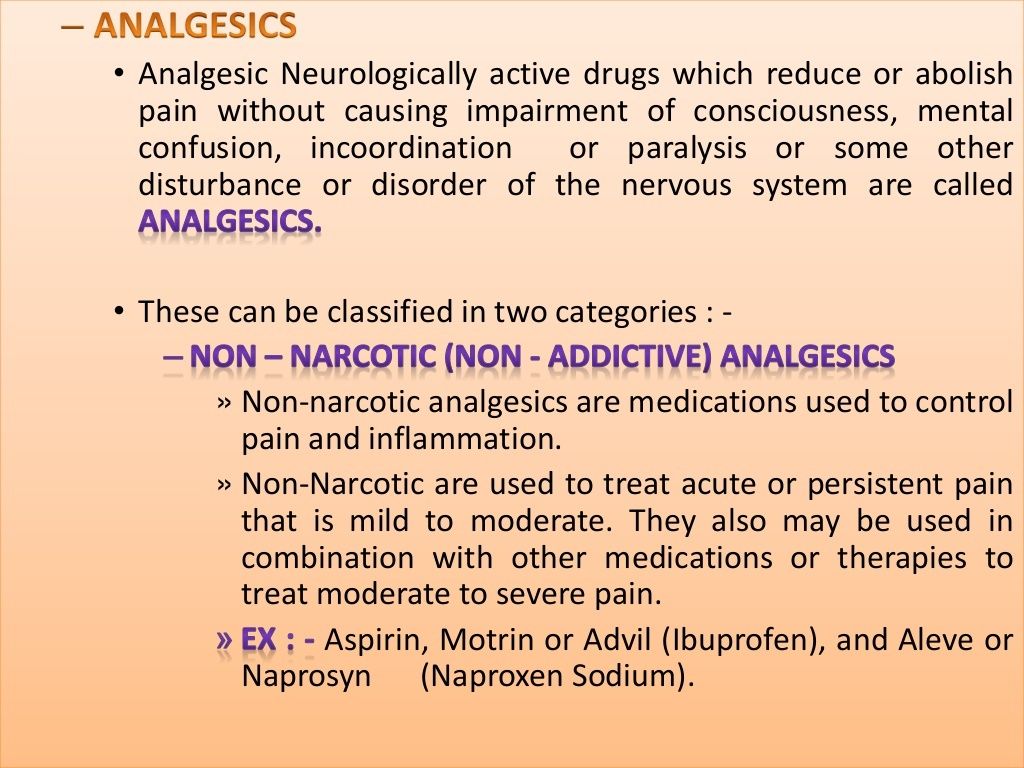 – ANALGESICS
• Analgesic Neurologically active drugs which reduce or abolish
pain without causing impairment of consciousness, mental
confusion, incoordination or paralysis or some other
disturbance or disorder of the nervous system are called
ANALGESICS.
• These can be classified in two categories : -
– NON – NARCOTIC (NON - ADDICTIVE) ANALGESICS
» Non-narcotic analgesics are medications used to control
pain and inflammation.
» Non-Narcotic are used to treat acute or persistent pain
that is mild to moderate. They also may be used in
combination with other medications or therapies to
treat moderate to severe pain.
» EX : - Aspirin, Motrin or Advil (Ibuprofen), and Aleve or
Naprosyn (Naproxen Sodium).